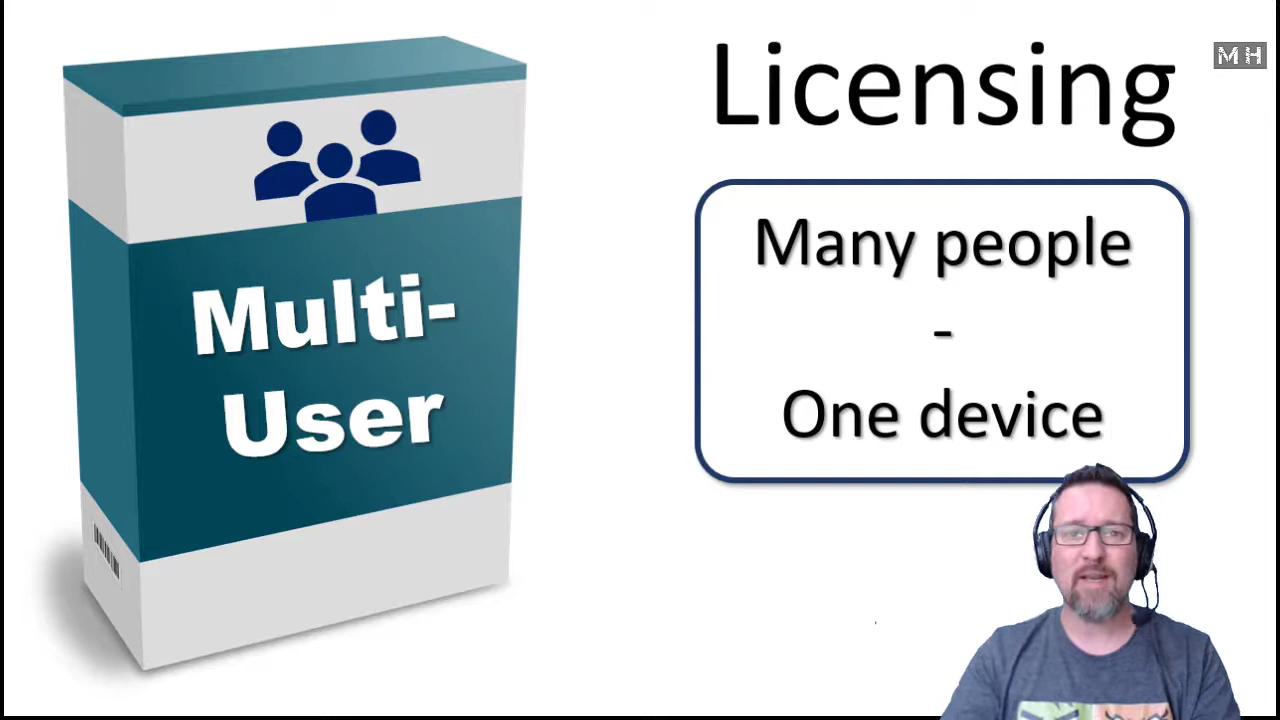 Licensing
MH
Multi-
User
Many people
-
One device